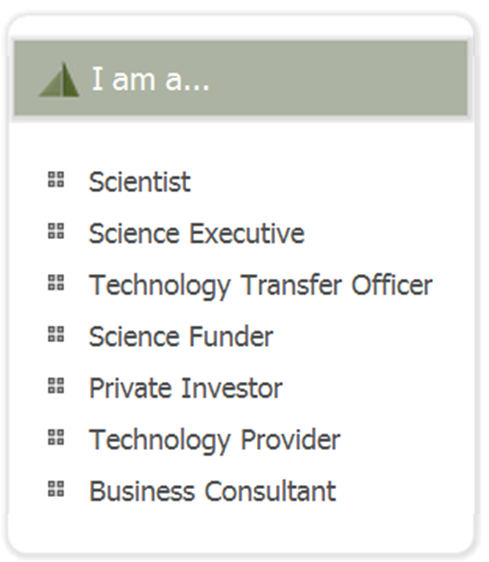 I am a...
Scientist
Science Executive
Technology Transfer Officer
Science Funder
Private Investor
Technology Provider
Business Consultant